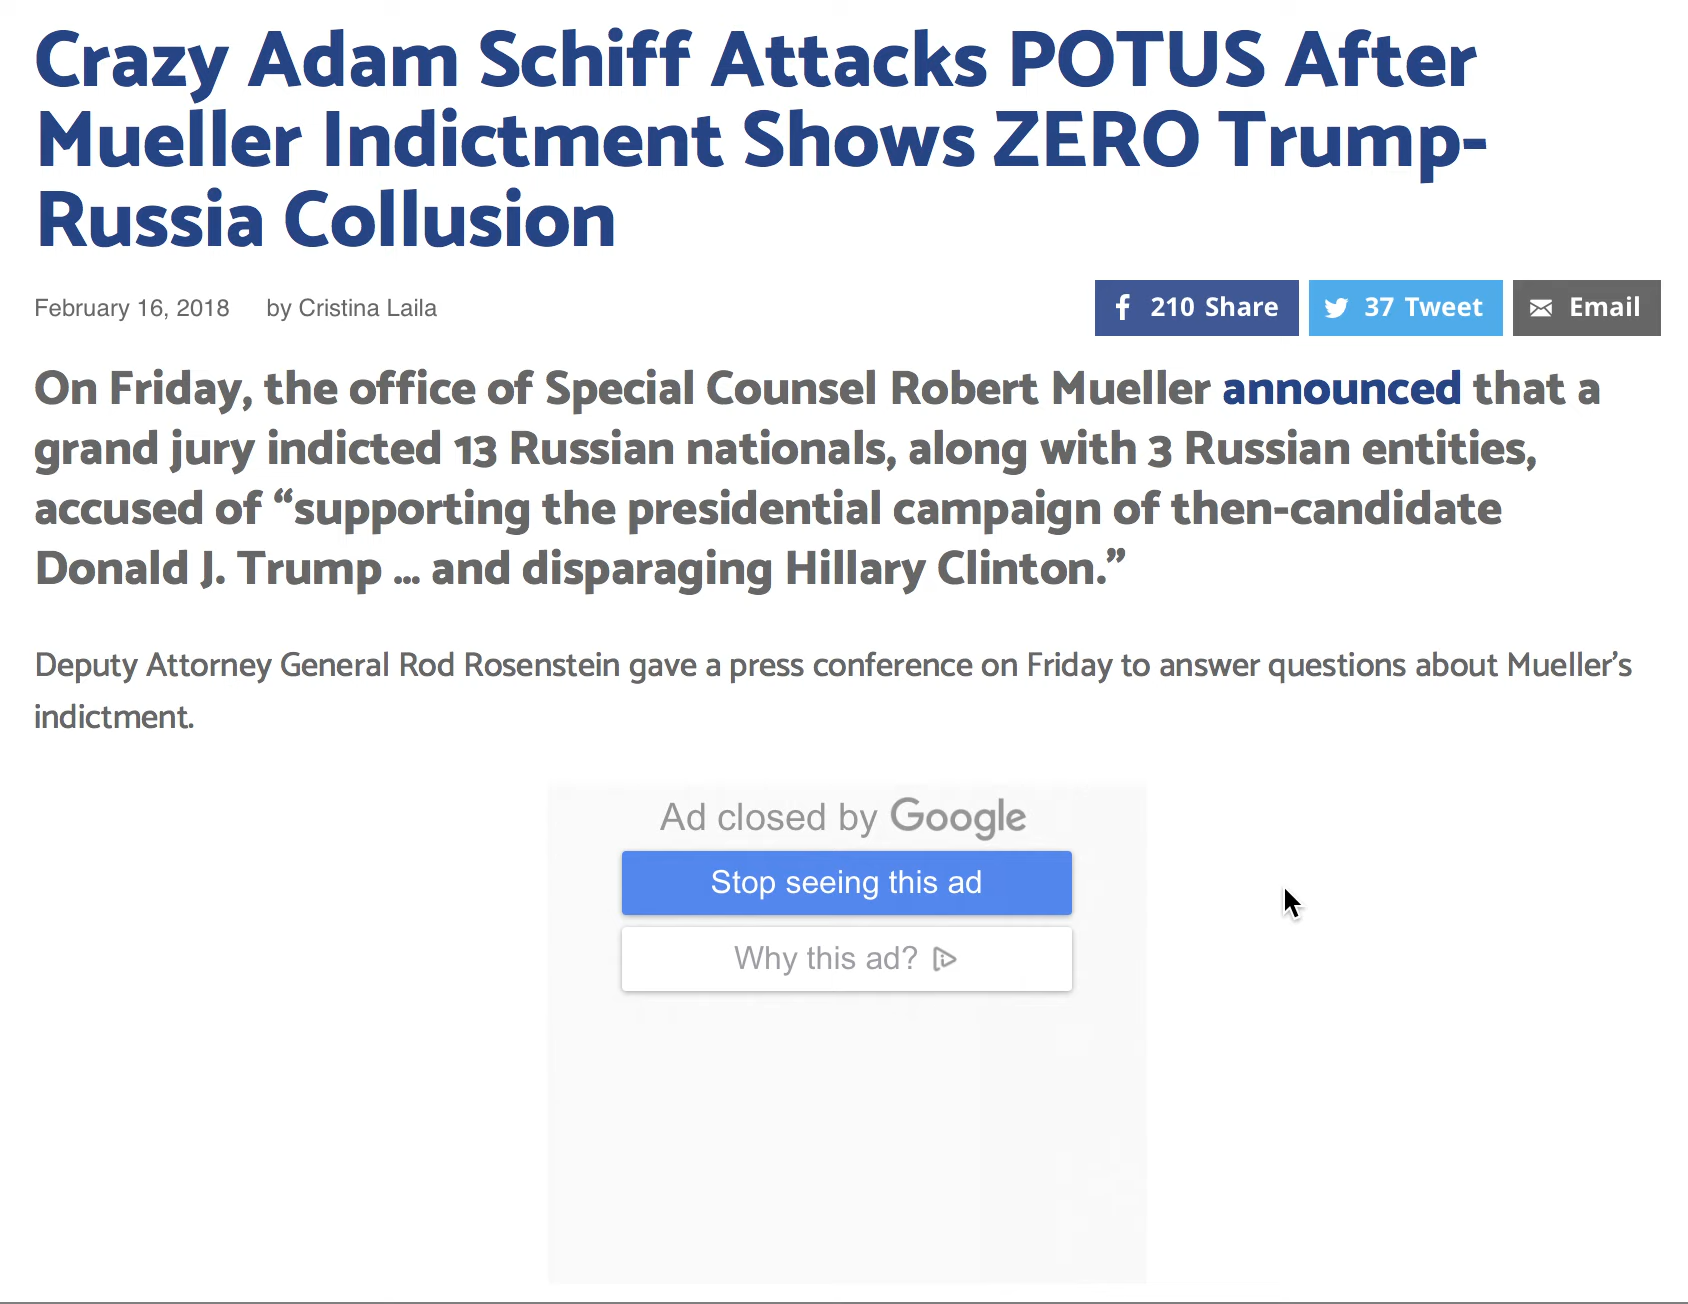 Crazy Adam Schiff Attacks POTUS After
Mueller Indictment Shows ZERO Trump-
Russia Collusion
February 16, 2018 by Cristina Laila
210 Share
37 Tweet
Email
On Friday, the office of Special Counsel Robert Mueller announced that a
grand jury indicted 13 Russian nationals, along with 3 Russian entities,
accused of “supporting the presidential campaign of then-candidate
Donald J. Trump … and disparaging Hillary Clinton.”
Deputy Attorney General Rod Rosenstein gave a press conference on Friday to answer questions about Mueller’s
indictment.
Ad closed by Google
Stop seeing this ad
Why this ad?